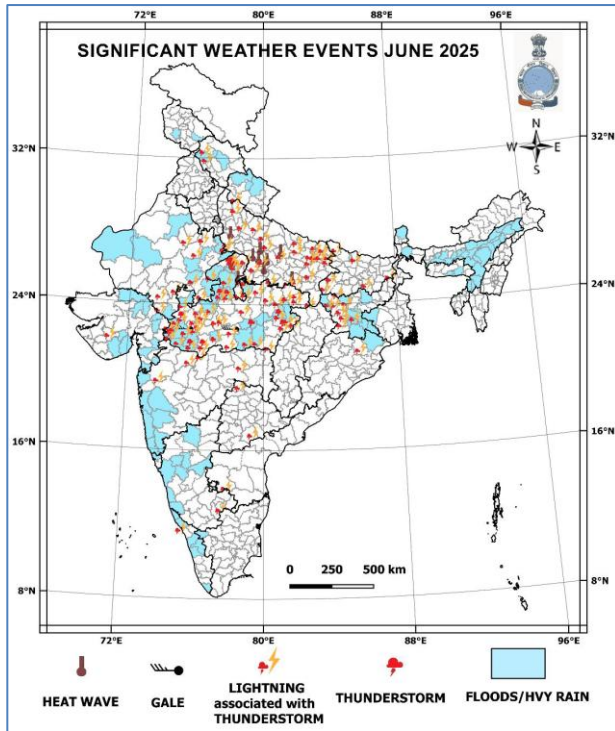 72°E 80°E 88°E 96°E
SIGNIFICANT WEATHER EVENTS JUNE 2025
N
W E
S
32°N 32°N
24°N 24°N
16°N 16°N
0 250 500 km
8°N 8°N
72°E 80°E 88°E 96°E
HEAT WAVE
GALE
LIGHTNING
associated with
THUNDERSTORM
THUNDERSTORM
FLOODS/HVY RAIN